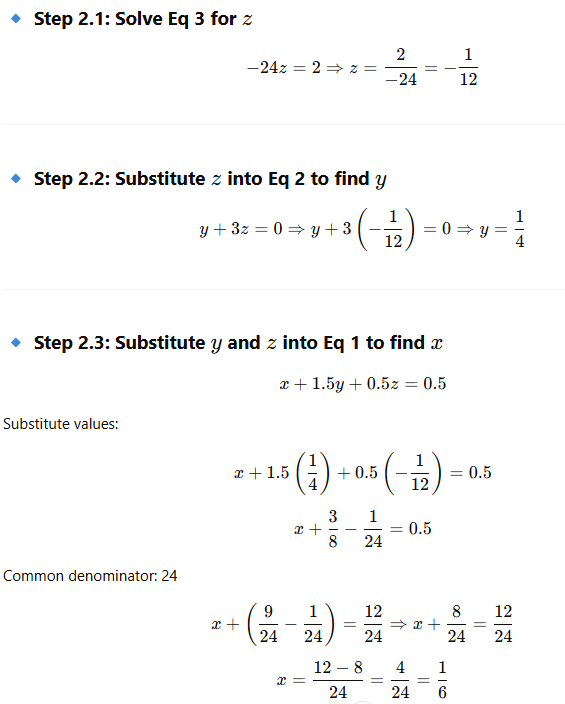 Step 2.1: Solve Eq 3 for z
−24z = 2 ⇒ z = 2/−24 = −1/12
Step 2.2: Substitute z into Eq 2 to find y
y + 3z = 0 ⇒ y + 3(−1/12) = 0 ⇒ y = 1/4
Step 2.3: Substitute y and z into Eq 1 to find x
x + 1.5y + 0.5z = 0.5
Substitute values:
x + 1.5(1/4) + 0.5(−1/12) = 0.5
x + 3/8 − 1/24 = 0.5
Common denominator: 24
x + (9/24 − 1/24) = 12/24 ⇒ x + 8/24 = 12/24
x = 12 − 8/24 = 4/24 = 1/6